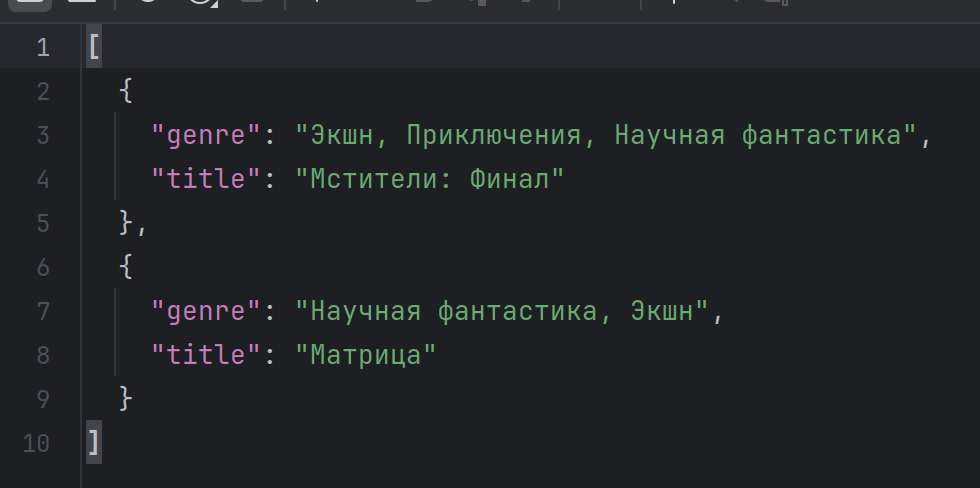 1 [
2 {
3 "genre": "Экшн, Приключения, Научная фантастика",
4 "title": "Мстители: Финал"
5 },
6 {
7 "genre": "Научная фантастика, Экшн",
8 "title": "Матрица"
9 }
10 ]